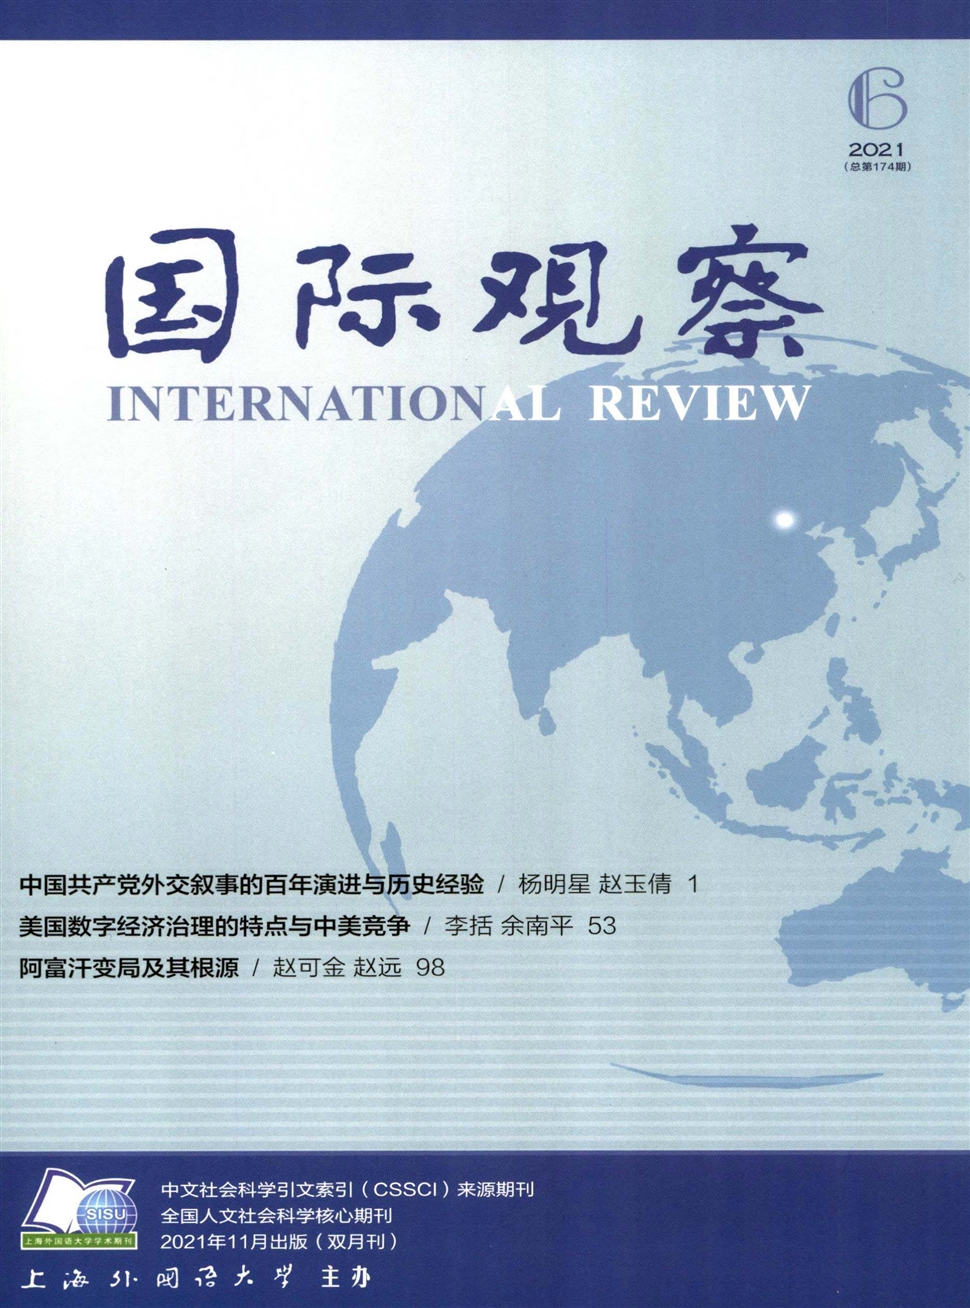 6
2021
（总第174期）
国际观察
INTERNATIONAL REVIEW
中国共产党外交叙事的百年演进与历史经验 / 杨明星 赵玉倩 1
美国数字经济治理的特点与中美竞争 / 李括 余南平 53
阿富汗变局及其根源 / 赵可金 赵远 98
SISU
上海外国语大学学术期刊
中文社会科学引文索引（CSSCI）来源期刊
全国人文社会科学核心期刊
2021年11月出版（双月刊）
上海外国语大学 主办